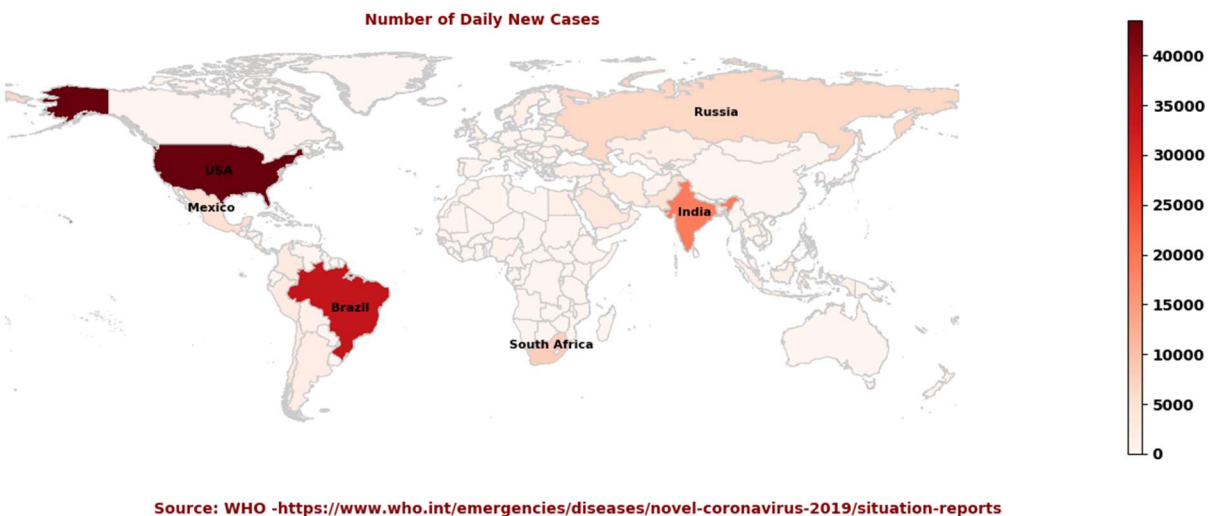 Number of Daily New Cases
40000
35000
30000
25000
20000
15000
10000
5000
0
Russia
USA
Mexico
India
Brazil
South Africa
Source: WHO -https://www.who.int/emergencies/diseases/novel-coronavirus-2019/situation-reports